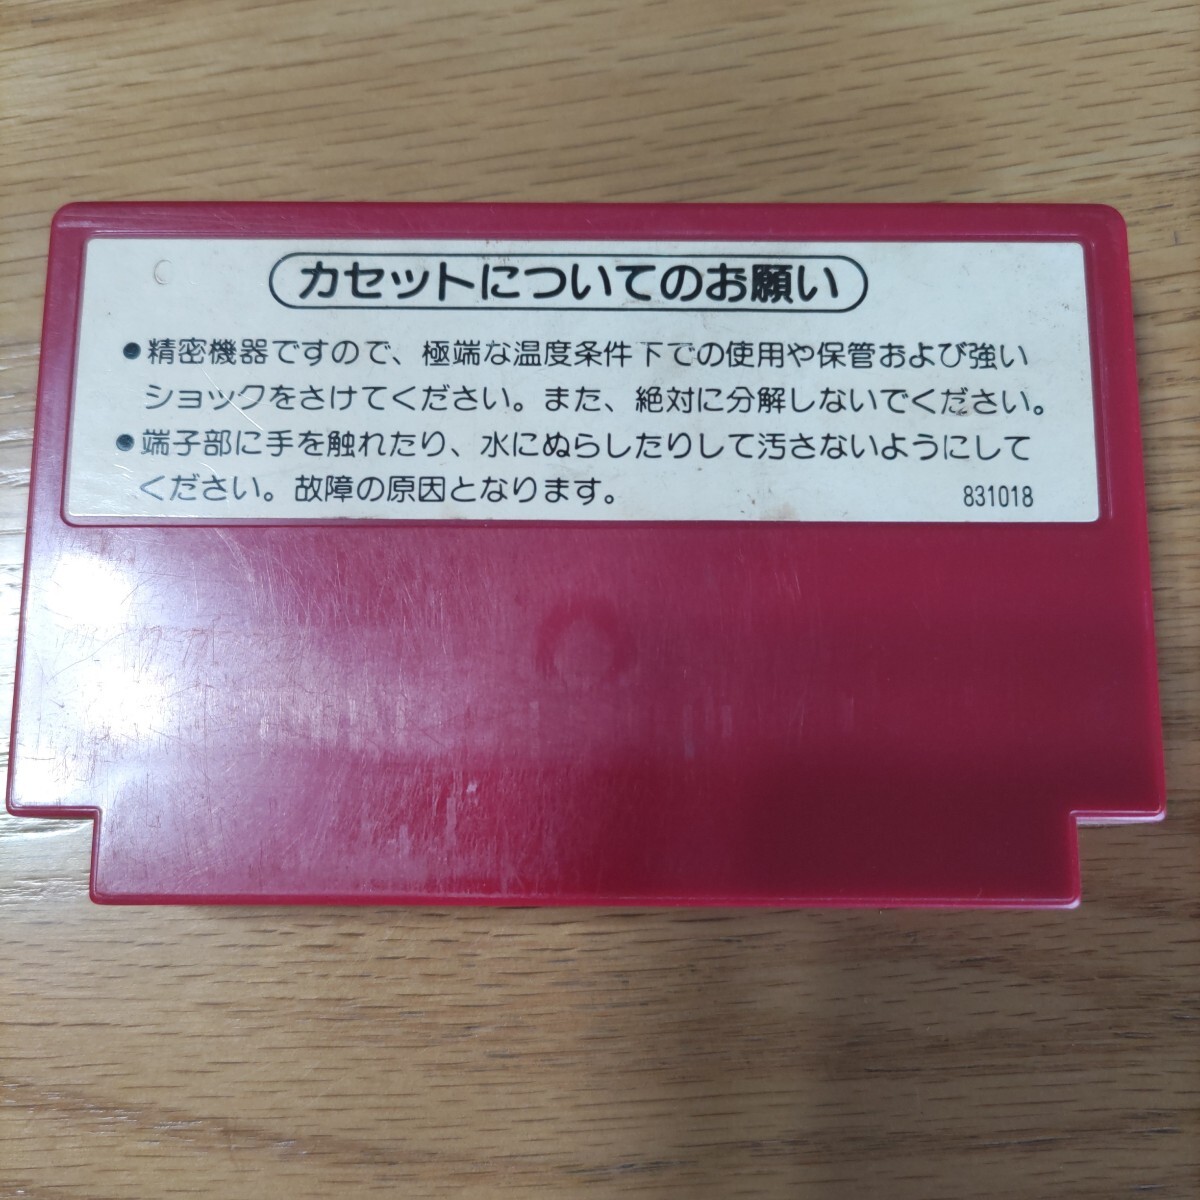 カセットについてのお願い
●精密機器ですので、極端な温度条件下での使用や保管および強い
ショックをさけてください。また、絶対に分解しないでください。
●端子部に手を触れたり、水にぬらしたりして汚さないようにして
ください。故障の原因となります。
831018